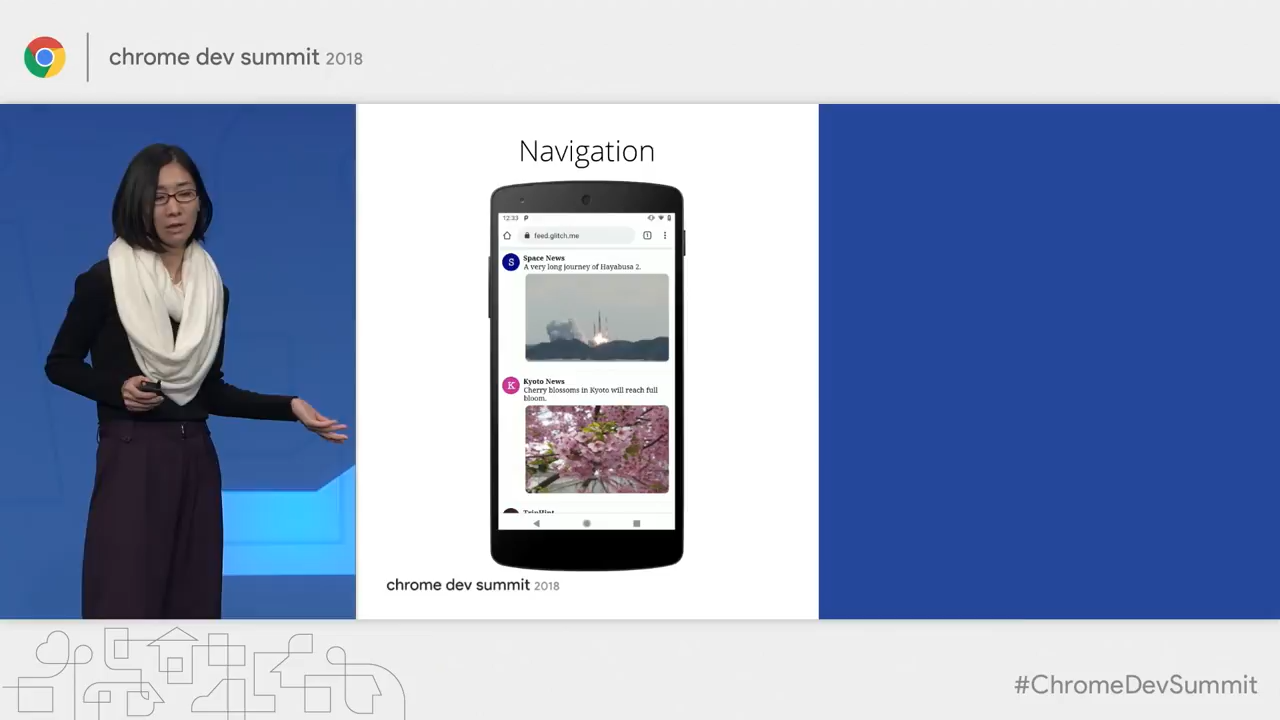 chrome dev summit 2018
Navigation
12:33
feed.glitch.me
1
S
Space News
A very long journey of Hayabusa 2.
K
Kyoto News
Cherry blossoms in Kyoto will reach full
bloom.
chrome dev summit 2018
#ChromeDevSummit